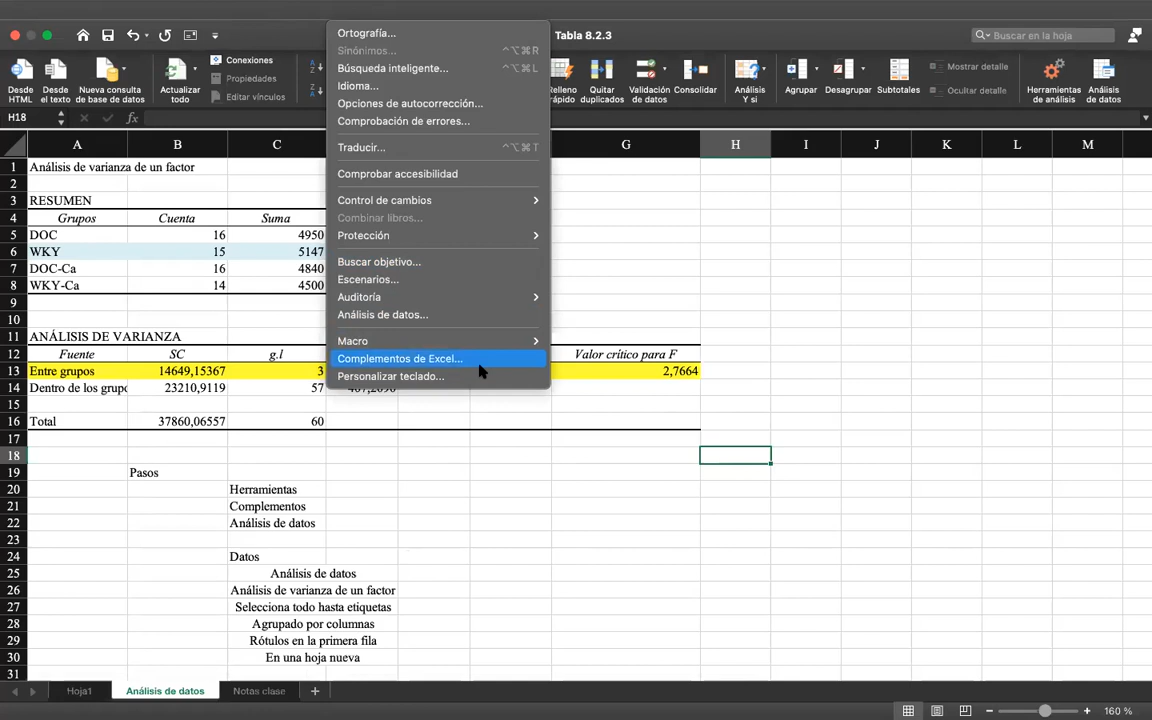 Tabla 8.2.3
Buscar en la hoja
Desde HTML
Desde el texto
Nueva consulta de base de datos
Actualizar todo
Conexiones
Propiedades
Editar vínculos
Quitar duplicados
Validación de datos
Consolidar
Análisis Y si
Agrupar
Desagrupar
Subtotales
Mostrar detalle
Ocultar detalle
Herramientas de análisis
Análisis de datos
Ortografía...
Sinónimos... ^⌥⌘R
Búsqueda inteligente... ^⌥⌘L
Idioma...
Opciones de autocorrección...
Comprobación de errores...
Traducir... ^⌥⌘T
Comprobar accesibilidad
Control de cambios
Combinar libros...
Protección
Buscar objetivo...
Escenarios...
Auditoría
Análisis de datos...
Macro
Complementos de Excel...
Personalizar teclado...
H18 fx
A B C G H I J K L M
1 Análisis de varianza de un factor
2
3 RESUMEN
4 Grupos Cuenta Suma
5 DOC 16 4950
6 WKY 15 5147
7 DOC-Ca 16 4840
8 WKY-Ca 14 4500
9
10
11 ANÁLISIS DE VARIANZA
12 Fuente SC g.l Valor crítico para F
13 Entre grupos 14649,15367 3 2,7664
14 Dentro de los grupo 23210,9119 57 407,2090
15
16 Total 37860,06557 60
17
18
19 Pasos
20 Herramientas
21 Complementos
22 Análisis de datos
23
24 Datos
25 Análisis de datos
26 Análisis de varianza de un factor
27 Selecciona todo hasta etiquetas
28 Agrupado por columnas
29 Rótulos en la primera fila
30 En una hoja nueva
31
Hoja1 Análisis de datos Notas clase +
160 %